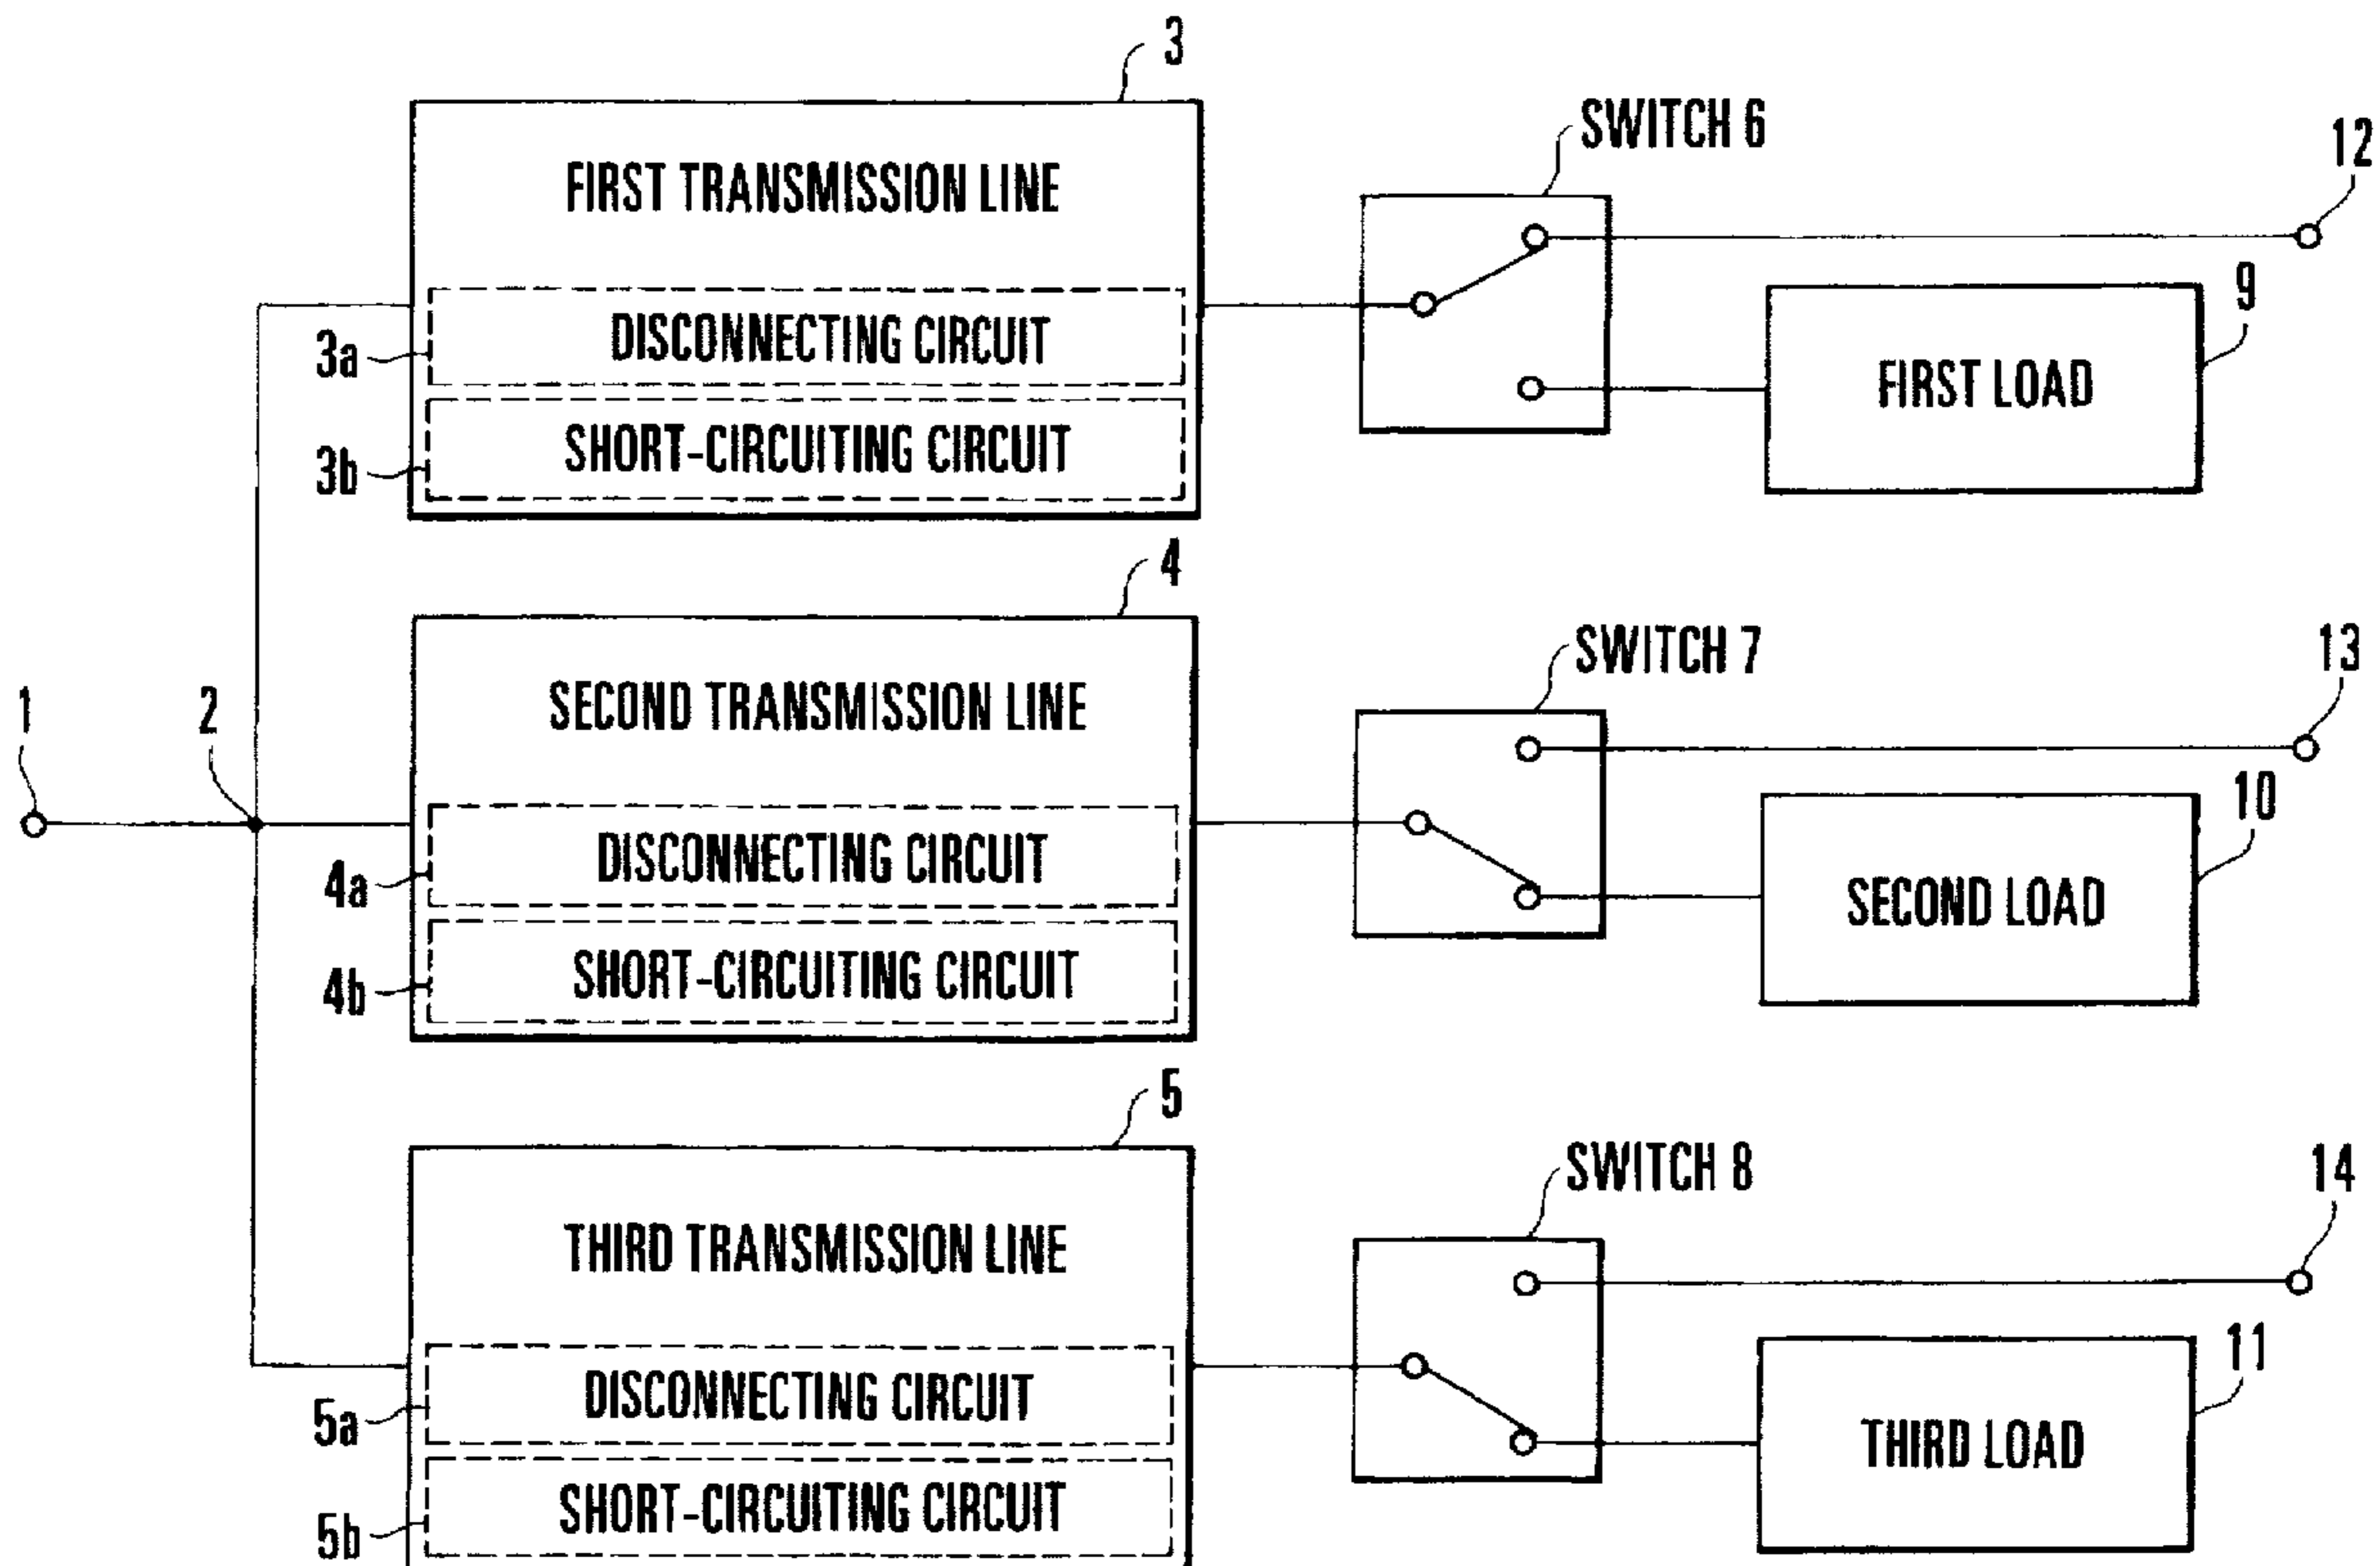 3
SWITCH 6
12
FIRST TRANSMISSION LINE
3a
DISCONNECTING CIRCUIT
9
FIRST LOAD
3b
SHORT-CIRCUITING CIRCUIT
4
SWITCH 7
13
1
2
SECOND TRANSMISSION LINE
4a
DISCONNECTING CIRCUIT
10
SECOND LOAD
4b
SHORT-CIRCUITING CIRCUIT
5
SWITCH 8
14
THIRD TRANSMISSION LINE
5a
DISCONNECTING CIRCUIT
11
THIRD LOAD
5b
SHORT-CIRCUITING CIRCUIT